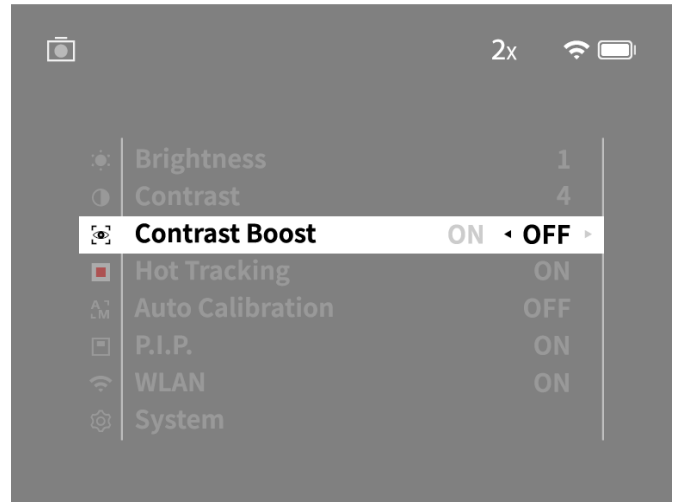 2x
Brightness 1
Contrast 4
Contrast Boost ON OFF
Hot Tracking ON
Auto Calibration OFF
P.I.P. ON
WLAN ON
System